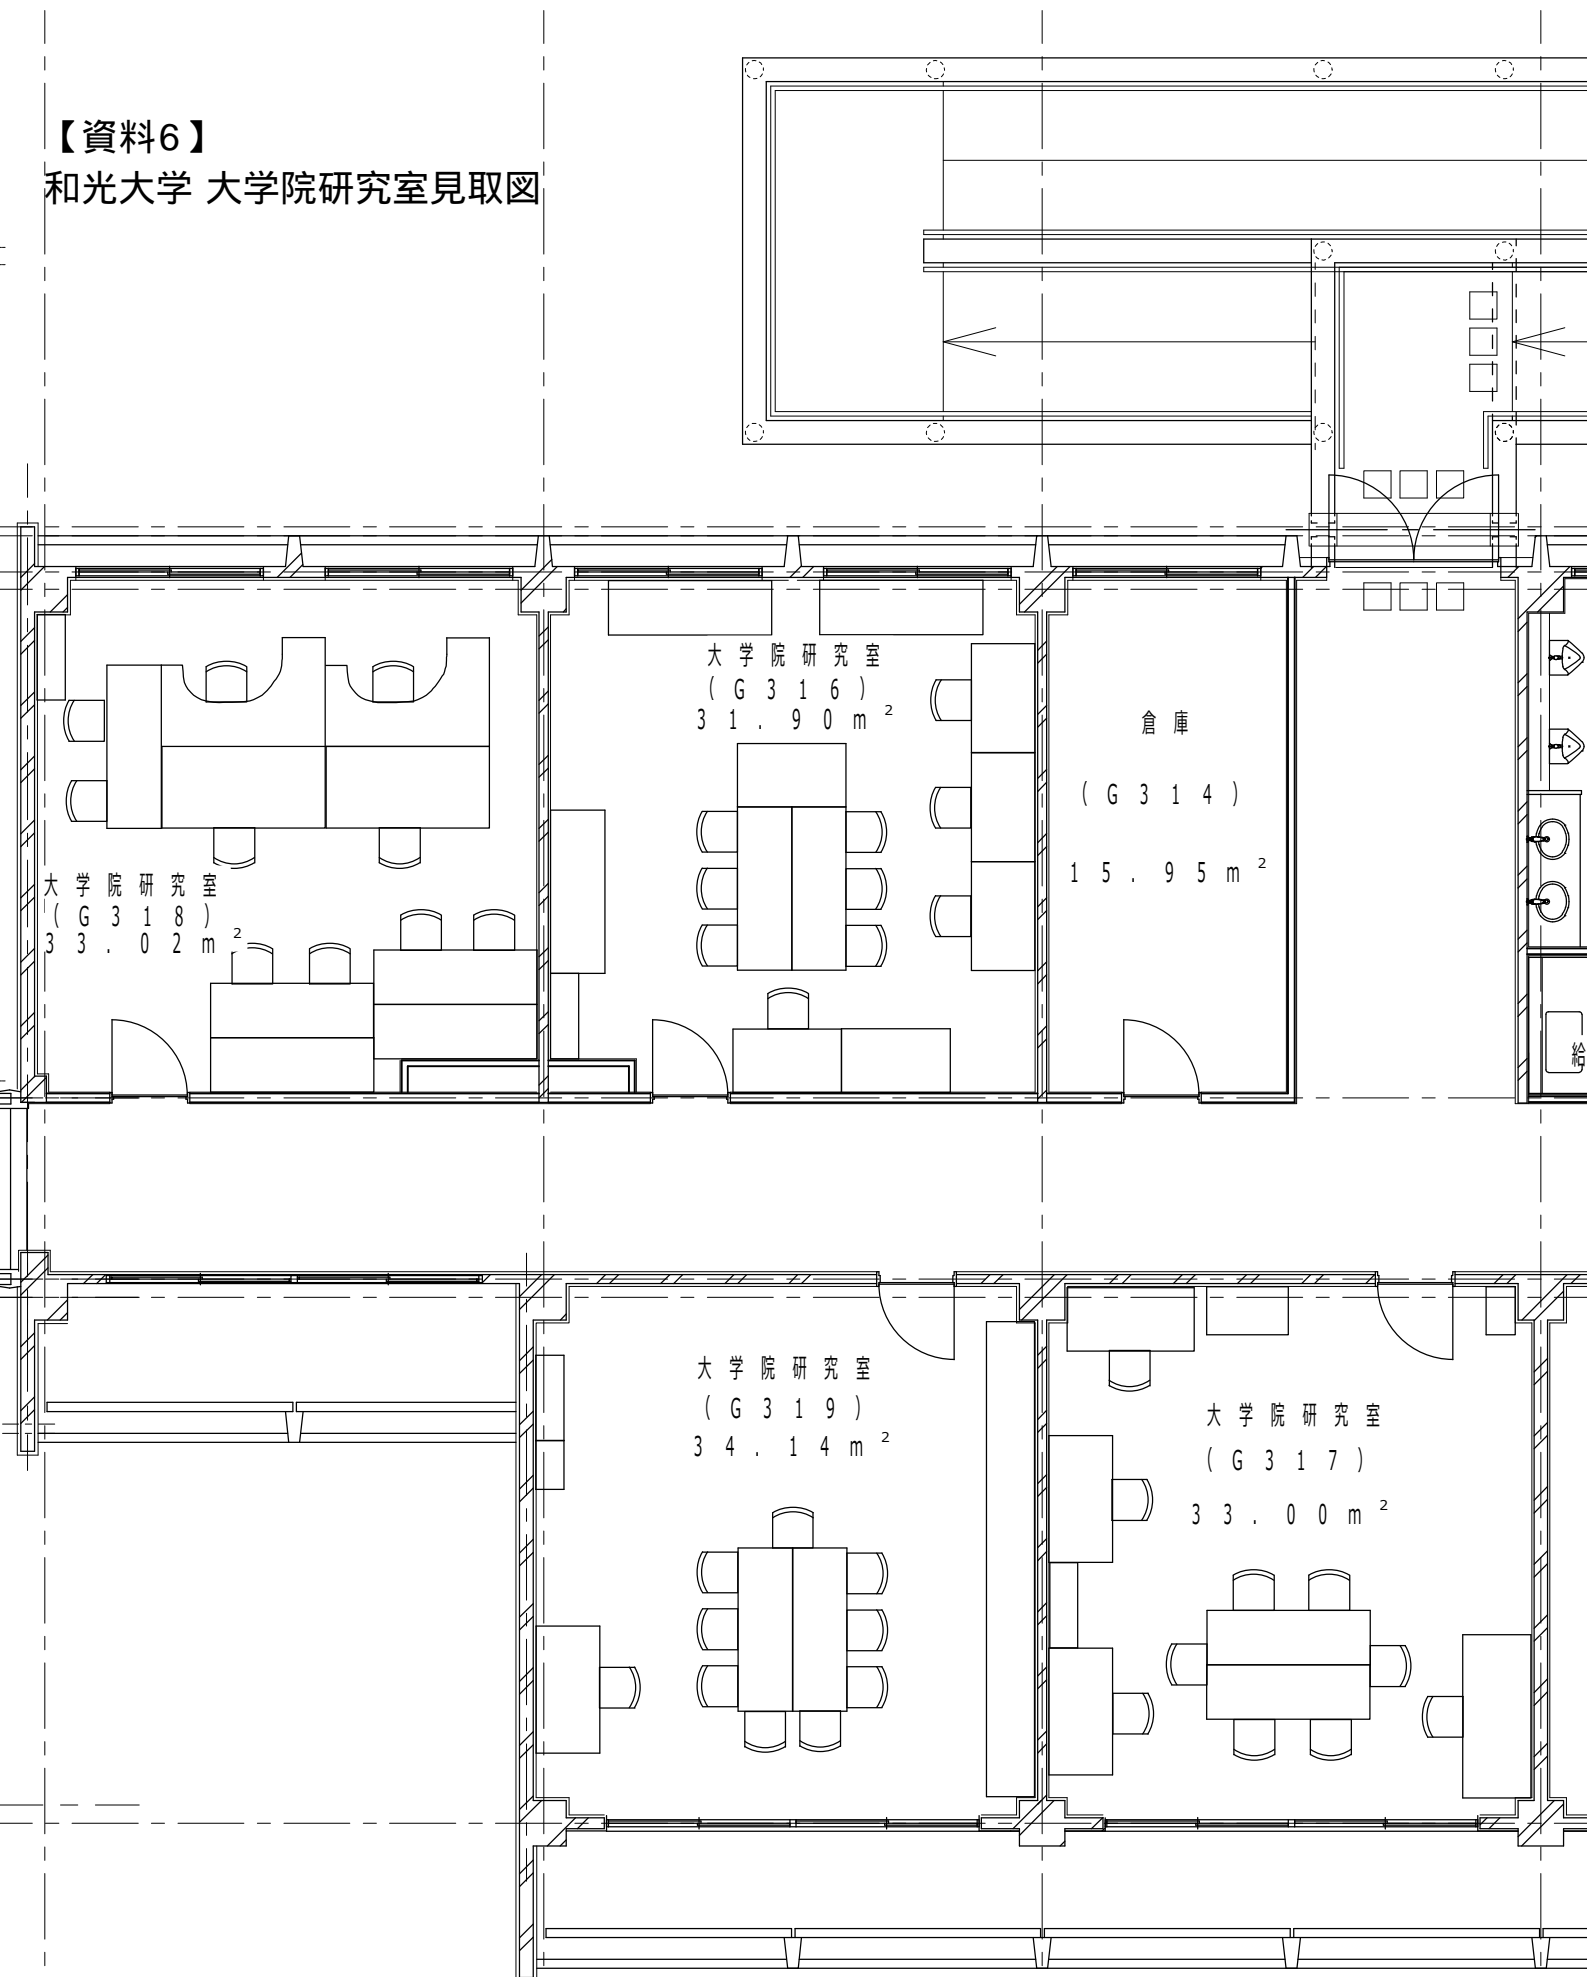 【資料6】
和光大学 大学院研究室見取図
大学院研究室
(G316)
31.90m²
倉庫
(G314)
15.95m²
大学院研究室
(G318)
33.02m²
給
大学院研究室
(G319)
34.14m²
大学院研究室
(G317)
33.00m²